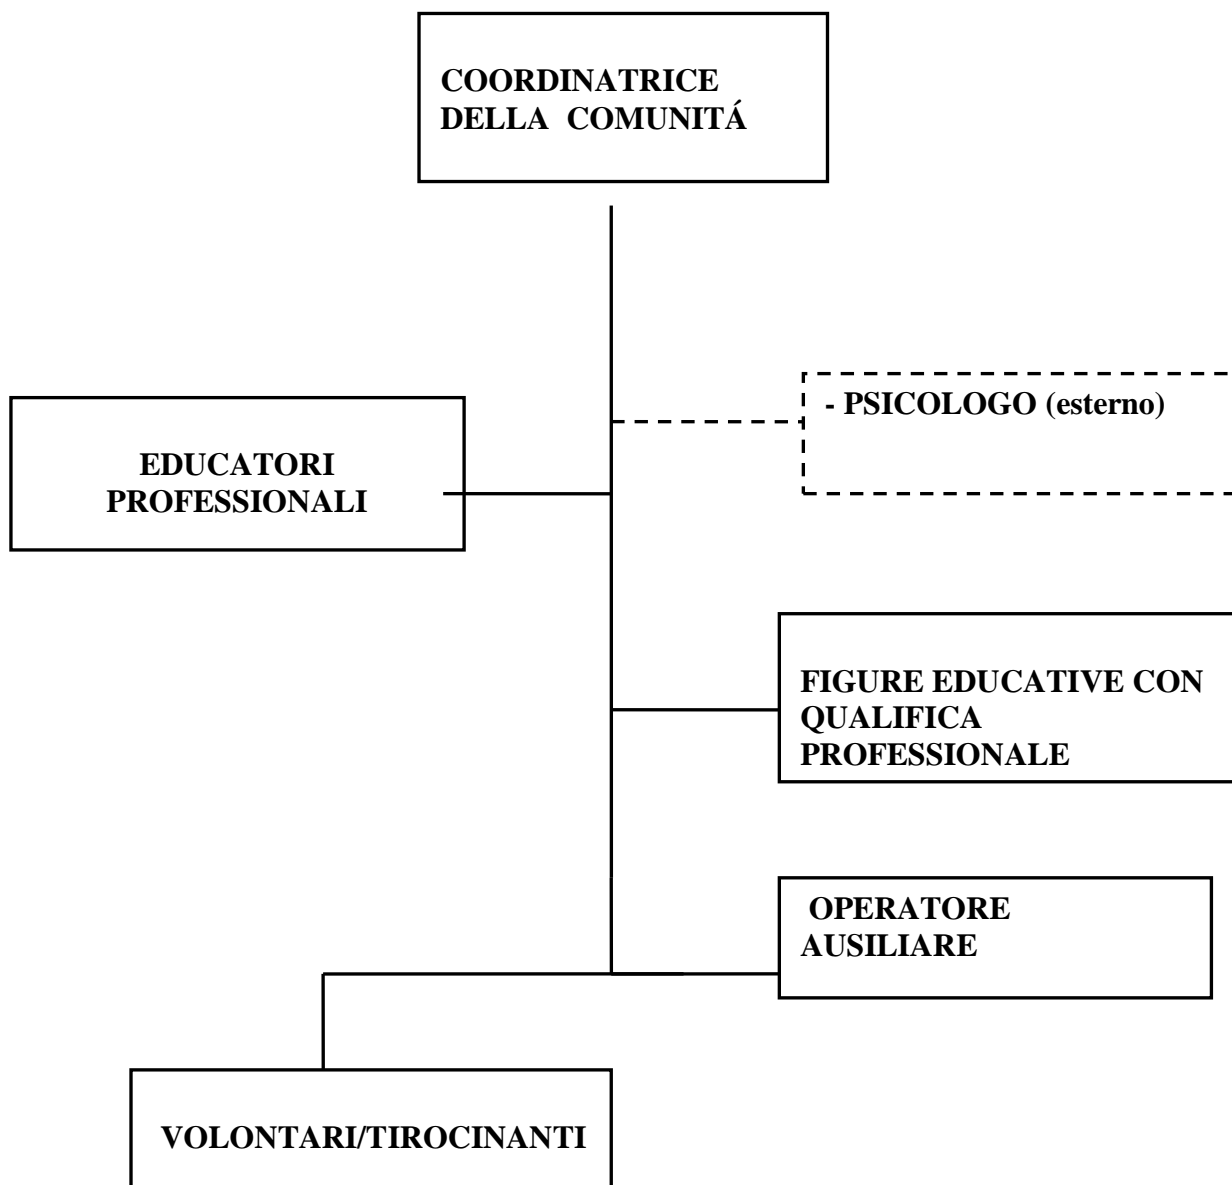 COORDINATRICE
DELLA COMUNITÁ
- PSICOLOGO (esterno)
EDUCATORI
PROFESSIONALI
FIGURE EDUCATIVE CON
QUALIFICA
PROFESSIONALE
OPERATORE
AUSILIARE
VOLONTARI/TIROCINANTI